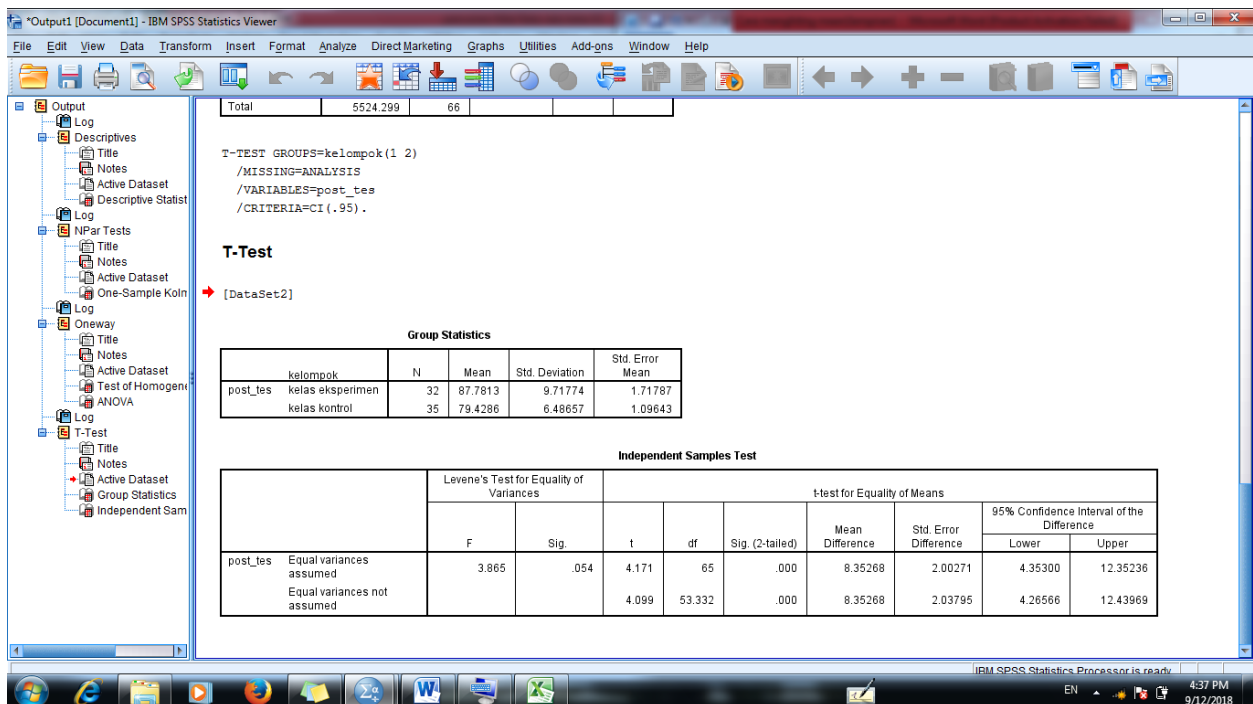 *Output1 [Document1] - IBM SPSS Statistics Viewer
File Edit View Data Transform Insert Format Analyze Direct Marketing Graphs Utilities Add-ons Window Help
Output
Log
Descriptives
Title
Notes
Active Dataset
Descriptive Statist
Log
NPar Tests
Title
Notes
Active Dataset
One-Sample Koln
Log
Oneway
Title
Notes
Active Dataset
Test of Homogene
ANOVA
Log
T-Test
Title
Notes
Active Dataset
Group Statistics
Independent Sam
Total 5524.299 66
T-TEST GROUPS=kelompok(1 2)
/MISSING=ANALYSIS
/VARIABLES=post_tes
/CRITERIA=CI(.95).
T-Test
[DataSet2]
Group Statistics
kelompok N Mean Std. Deviation Std. Error Mean
post_tes kelas eksperimen 32 87.7813 9.71774 1.71787
kelas kontrol 35 79.4286 6.48657 1.09643
Independent Samples Test
Levene's Test for Equality of Variances t-test for Equality of Means
95% Confidence Interval of the Difference
F Sig. t df Sig. (2-tailed) Mean Difference Std. Error Difference Lower Upper
post_tes Equal variances assumed 3.865 .054 4.171 65 .000 8.35268 2.00271 4.35300 12.35236
Equal variances not assumed 4.099 53.332 .000 8.35268 2.03795 4.26566 12.43969
IBM SPSS Statistics Processor is ready
EN 4:37 PM
9/12/2018